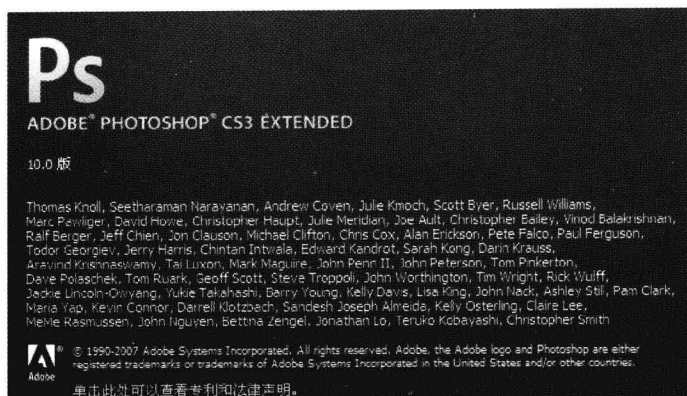 Ps
ADOBE® PHOTOSHOP® CS3 EXTENDED
10.0 版
Thomas Knoll, Seetharaman Narayanan, Andrew Coven, Julie Kmoch, Scott Byer, Russell Williams,
Marc Pawliger, David Howe, Christopher Haupt, Julie Meridian, Joe Ault, Christopher Bailey, Vinod Balakrishnan,
Ralf Berger, Jeff Chien, Jon Clauson, Michael Clifton, Chris Cox, Alan Erickson, Pete Falco, Paul Ferguson,
Todor Georgiev, Jerry Harris, Chintan Intwala, Edward Kandrot, Sarah Kong, Darin Krauss,
Aravind Krishnaswamy, Tai Luxon, Mark Maguire, John Penn II, John Peterson, Tom Pinkerton,
Dave Polaschek, Tom Ruark, Geoff Scott, Steve Troppoli, John Worthington, Tim Wright, Rick Wulff,
Jackie Lincoln-Owyang, Yukie Takahashi, Barry Young, Kelly Davis, Lisa King, John Nack, Ashley Still, Pam Clark,
Maria Yap, Kevin Connor, Darrell Klotzbach, Sandesh Joseph Almeida, Kelly Osterling, Claire Lee,
MeMe Rasmussen, John Nguyen, Bettina Zengel, Jonathan Lo, Teruko Kobayashi, Christopher Smith
® © 1990-2007 Adobe Systems Incorporated. All rights reserved. Adobe, the Adobe logo and Photoshop are either
registered trademarks or trademarks of Adobe Systems Incorporated in the United States and/or other countries.
Adobe
单击此处可以查看专利和法律声明。